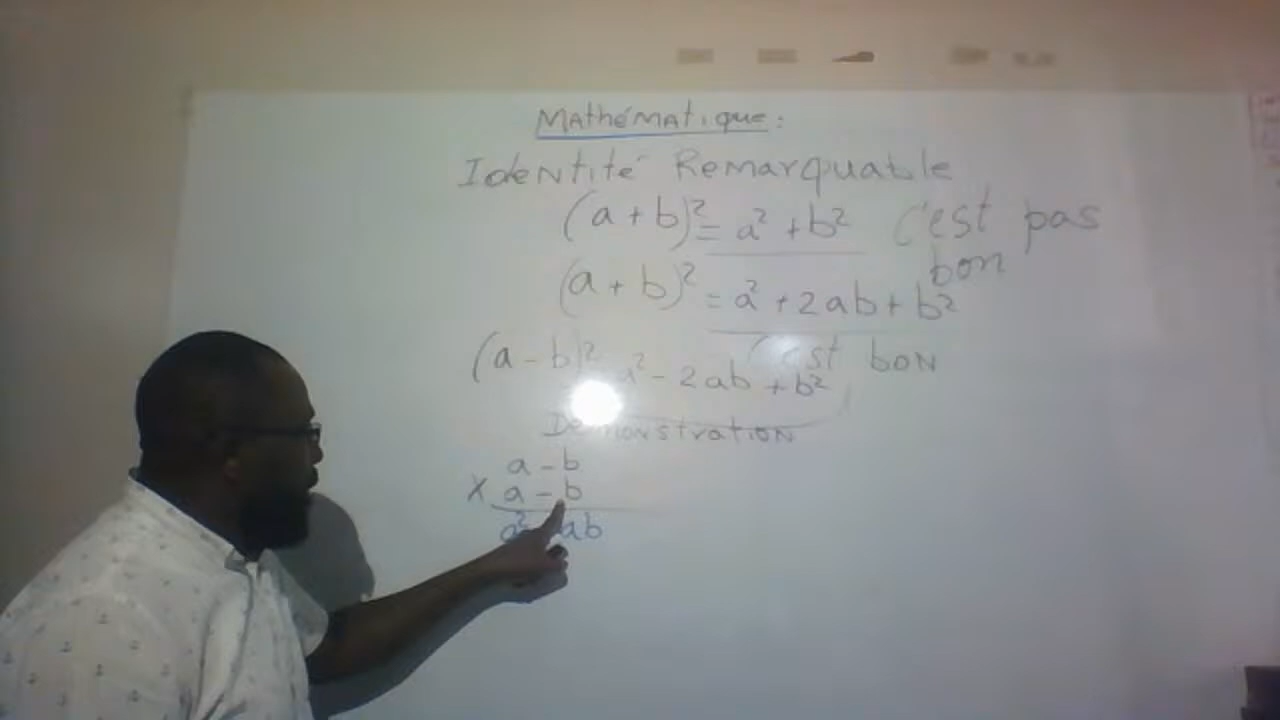 Mathématique:
Identité Remarquable
(a + b)² = a² + b² c'est pas bon
(a + b)² = a² + 2ab + b²
c'est bon
(a - b)² a² - 2ab + b²
Démonstration
a - b
x a - b
a² ab